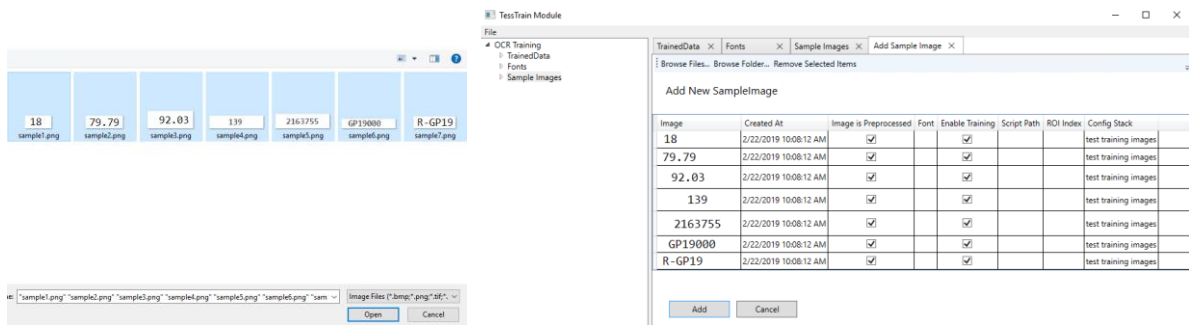 18 79.79 92.03 139 2163755 GP19000 R-GP19
sample1.png sample2.png sample3.png sample4.png sample5.png sample6.png sample7.png
"sample1.png" "sample2.png" "sample3.png" "sample4.png" "sample5.png" "sample6.png" "sam
Image Files (*.bmp;*.png;*.tif;*.
Open Cancel
TessTrain Module
File
OCR Training
TrainedData
Fonts
Sample Images
TrainedData Fonts Sample Images Add Sample Image
Browse Files... Browse Folder... Remove Selected Items
Add New SampleImage
Image Created At Image is Preprocessed Font Enable Training Script Path ROI Index Config Stack
18 2/22/2019 10:08:12 AM test training images
79.79 2/22/2019 10:08:12 AM test training images
92.03 2/22/2019 10:08:12 AM test training images
139 2/22/2019 10:08:12 AM test training images
2163755 2/22/2019 10:08:12 AM test training images
GP19000 2/22/2019 10:08:12 AM test training images
R-GP19 2/22/2019 10:08:12 AM test training images
Add Cancel